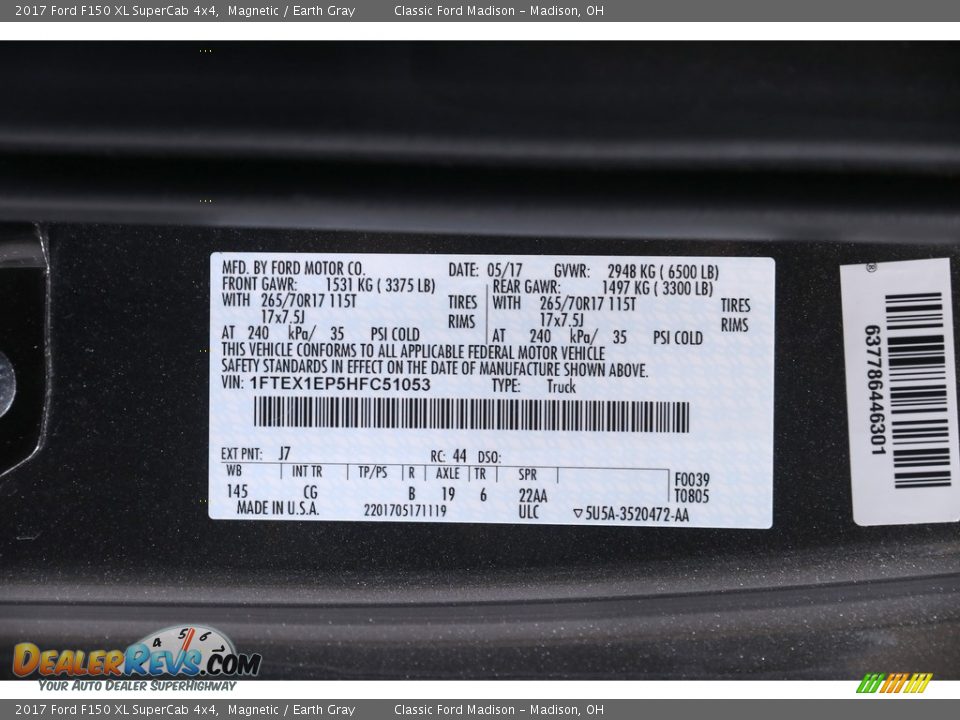 2017 Ford F150 XL SuperCab 4x4, Magnetic / Earth Gray Classic Ford Madison – Madison, OH
MFD. BY FORD MOTOR CO. DATE: 05/17 GVWR: 2948 KG ( 6500 LB)
FRONT GAWR: 1531 KG ( 3375 LB) REAR GAWR: 1497 KG ( 3300 LB)
WITH 265/70R17 115T TIRES WITH 265/70R17 115T TIRES
17x7.5J RIMS 17x7.5J RIMS
AT 240 kPa/ 35 PSI COLD AT 240 kPa/ 35 PSI COLD
THIS VEHICLE CONFORMS TO ALL APPLICABLE FEDERAL MOTOR VEHICLE
SAFETY STANDARDS IN EFFECT ON THE DATE OF MANUFACTURE SHOWN ABOVE.
VIN: 1FTEX1EP5HFC51053 TYPE: Truck
EXT PNT: J7 RC: 44 DSO:
WB INT TR TP/PS R AXLE TR SPR F0039
145 CG B 19 6 22AA T0805
MADE IN U.S.A. 2201705171119 ULC ▽5U5A-3520472-AA
®
637786446301
4 5 6
DEALERREVS.COM
YOUR AUTO DEALER SUPERHIGHWAY
2017 Ford F150 XL SuperCab 4x4, Magnetic / Earth Gray Classic Ford Madison – Madison, OH